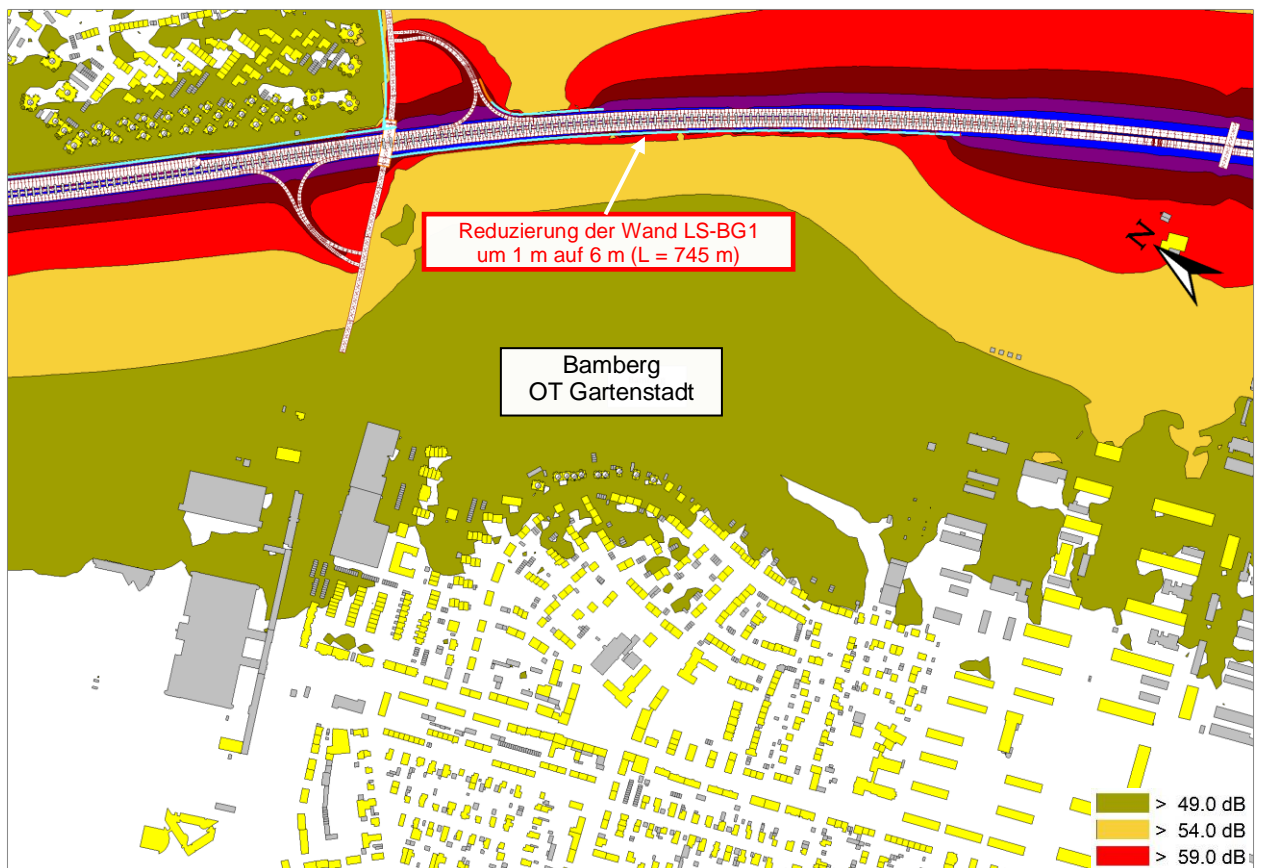 Reduzierung der Wand LS-BG1
um 1 m auf 6 m (L = 745 m)
N
Bamberg
OT Gartenstadt
> 49.0 dB
> 54.0 dB
> 59.0 dB